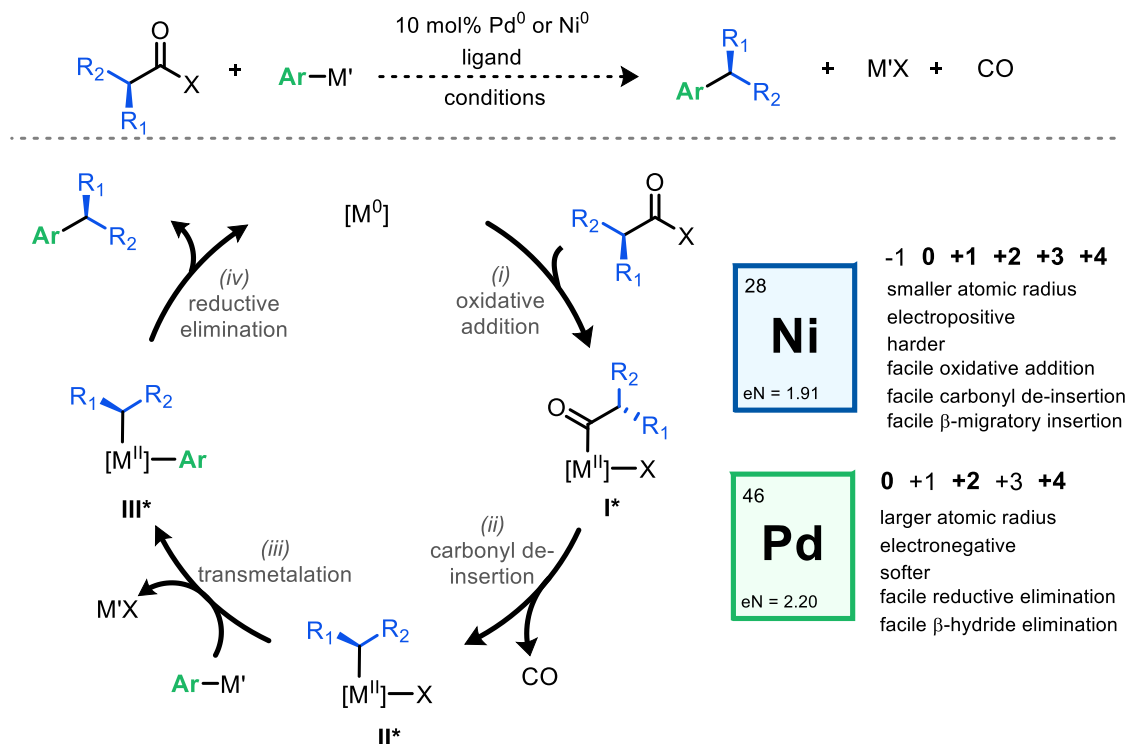 O
R₂
X
R₁
+
Ar–M'
10 mol% Pd⁰ or Ni⁰
ligand
conditions
R₁
Ar
R₂
+ M'X + CO
R₁
Ar
R₂
[M⁰]
O
R₂
X
R₁
(iv)
reductive
elimination
(i)
oxidative
addition
R₁ R₂
[Mᴵᴵ]–Ar
III*
R₂
O
R₁
[Mᴵᴵ]–X
I*
(iii)
transmetalation
M'X
Ar–M'
(ii)
carbonyl de-
insertion
CO
R₁ R₂
[Mᴵᴵ]–X
II*
28
Ni
eN = 1.91
-1 0 +1 +2 +3 +4
smaller atomic radius
electropositive
harder
facile oxidative addition
facile carbonyl de-insertion
facile β-migratory insertion
46
Pd
eN = 2.20
0 +1 +2 +3 +4
larger atomic radius
electronegative
softer
facile reductive elimination
facile β-hydride elimination